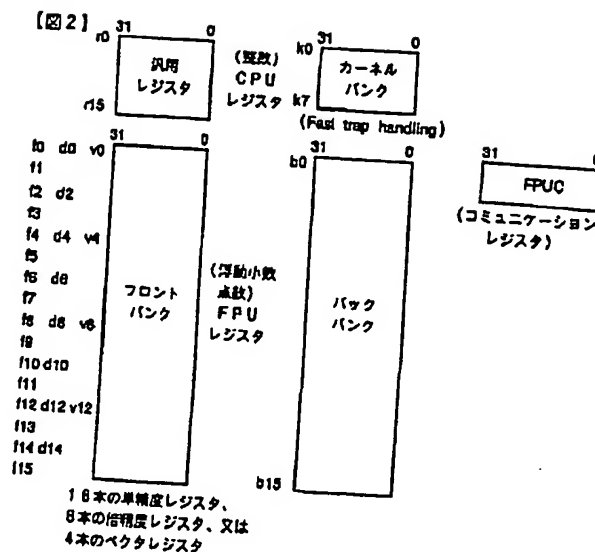 【図2】
r0 31 0
汎用
レジスタ
r15
(整数)
CPU
レジスタ
k0 31 0
カーネル
バンク
k7
(Fast trap handling)
f0 d0 v0 31 0
f1
f2 d2
f3
f4 d4 v4
f5
f6 d6
f7
f8 d8 v8
f9
f10 d10
f11
f12 d12 v12
f13
f14 d14
f15
フロント
バンク
16本の単精度レジスタ、
8本の倍精度レジスタ、又は
4本のベクタレジスタ
(浮動小数
点数)
FPU
レジスタ
b0 31 0
バック
バンク
b15
31 0
FPUC
(コミュニケーション
レジスタ)